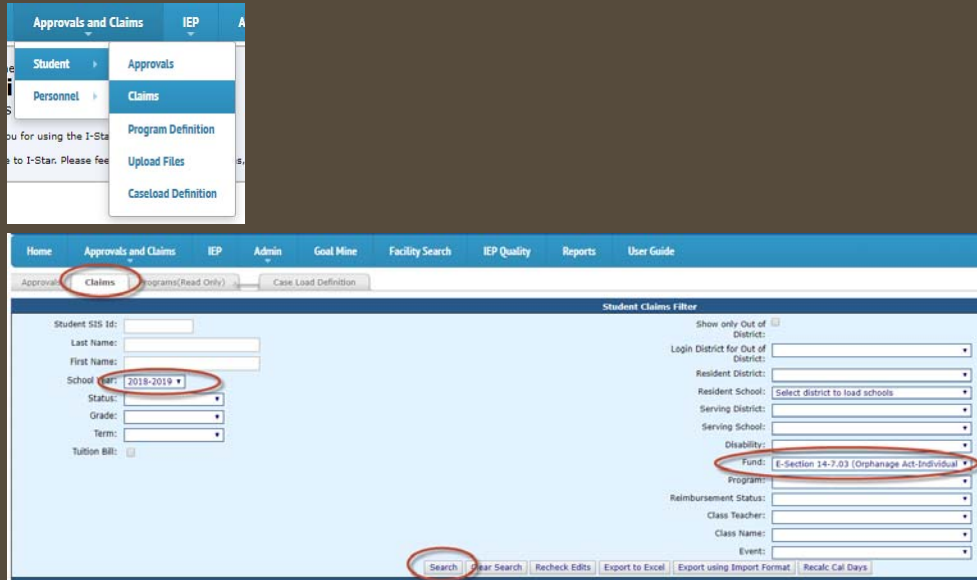 Approvals and Claims IEP A
Student Approvals
Personnel Claims
Program Definition
ou for using the I-Sta
Upload Files
e to I-Star. Please fee s,
Caseload Definition
Home Approvals and Claims IEP Admin Goal Mine Facility Search IEP Quality Reports User Guide
Approvals Claims Programs(Read Only) Case Load Definition
Student Claims Filter
Student SIS Id:
Last Name:
First Name:
School Year: 2018-2019
Status:
Grade:
Term:
Tuition Bill:
Show only Out of District:
Login District for Out of District:
Resident District:
Resident School: Select district to load schools
Serving District:
Serving School:
Disability:
Fund: E-Section 14-7.03 (Orphanage Act-Individual
Program:
Reimbursement Status:
Class Teacher:
Class Name:
Event:
Search Clear Search Recheck Edits Export to Excel Export using Import Format Recalc Cal Days